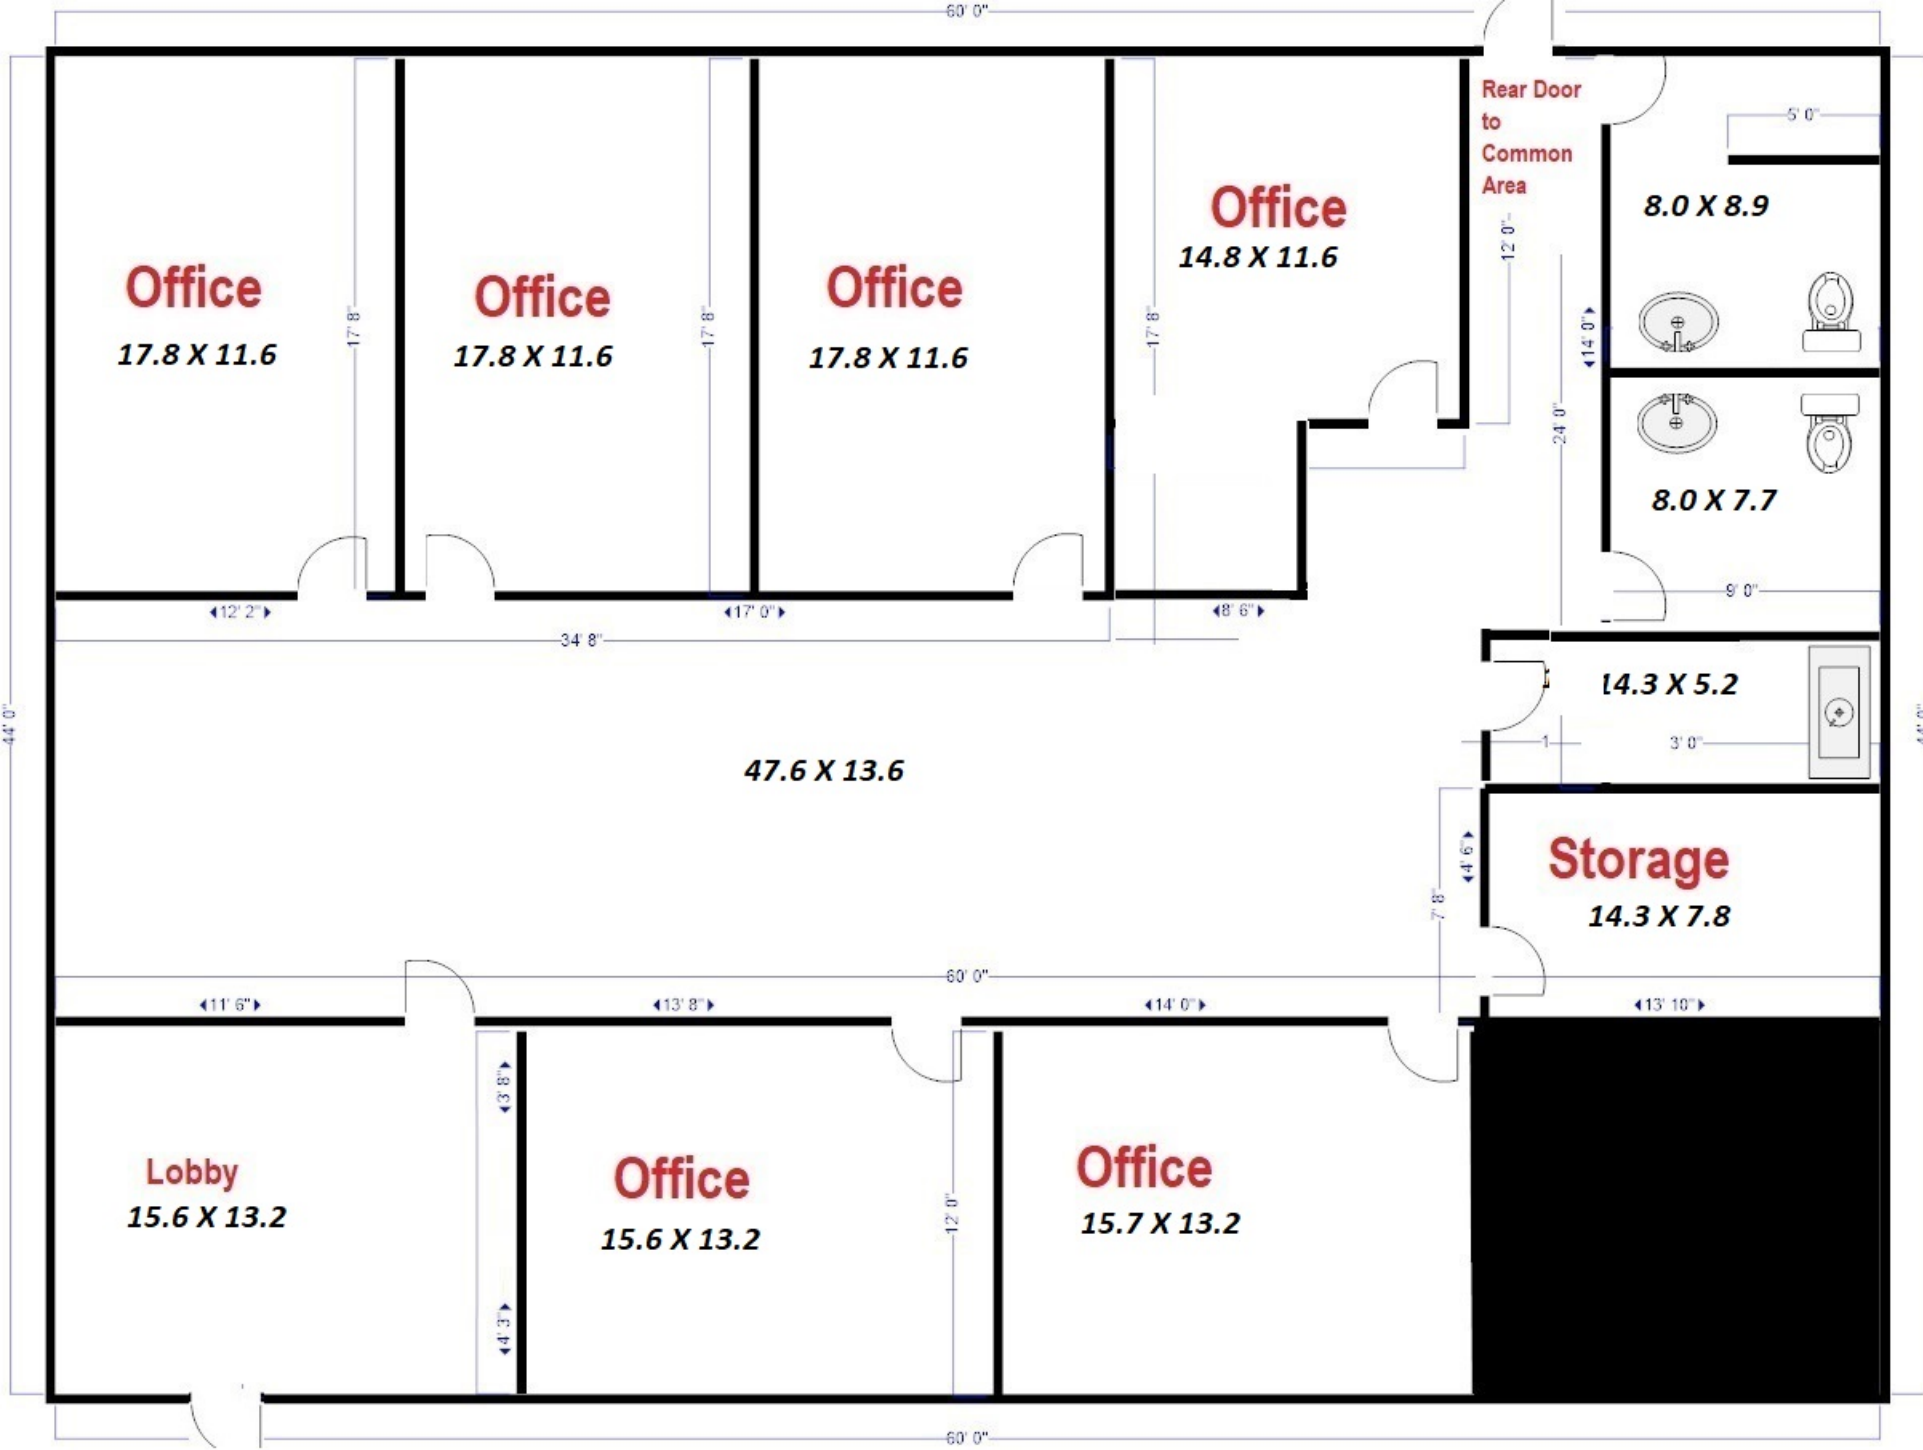 60' 0"
Rear Door
to
Common
Area
5' 0"
8.0 X 8.9
Office
14.8 X 11.6
12' 0"
Office
17.8 X 11.6
17' 8"
Office
17.8 X 11.6
17' 8"
Office
17.8 X 11.6
17' 8"
14' 0"
24' 0"
8.0 X 7.7
9' 0"
12' 2"
17' 0"
8' 6"
34' 8"
44' 0"
44' 0"
14.3 X 5.2
1
3' 0"
47.6 X 13.6
4' 6"
7' 8"
Storage
14.3 X 7.8
60' 0"
11' 6"
13' 8"
14' 0"
13' 10"
3' 8"
Lobby
15.6 X 13.2
Office
15.6 X 13.2
12' 0"
Office
15.7 X 13.2
4' 3"
60' 0"